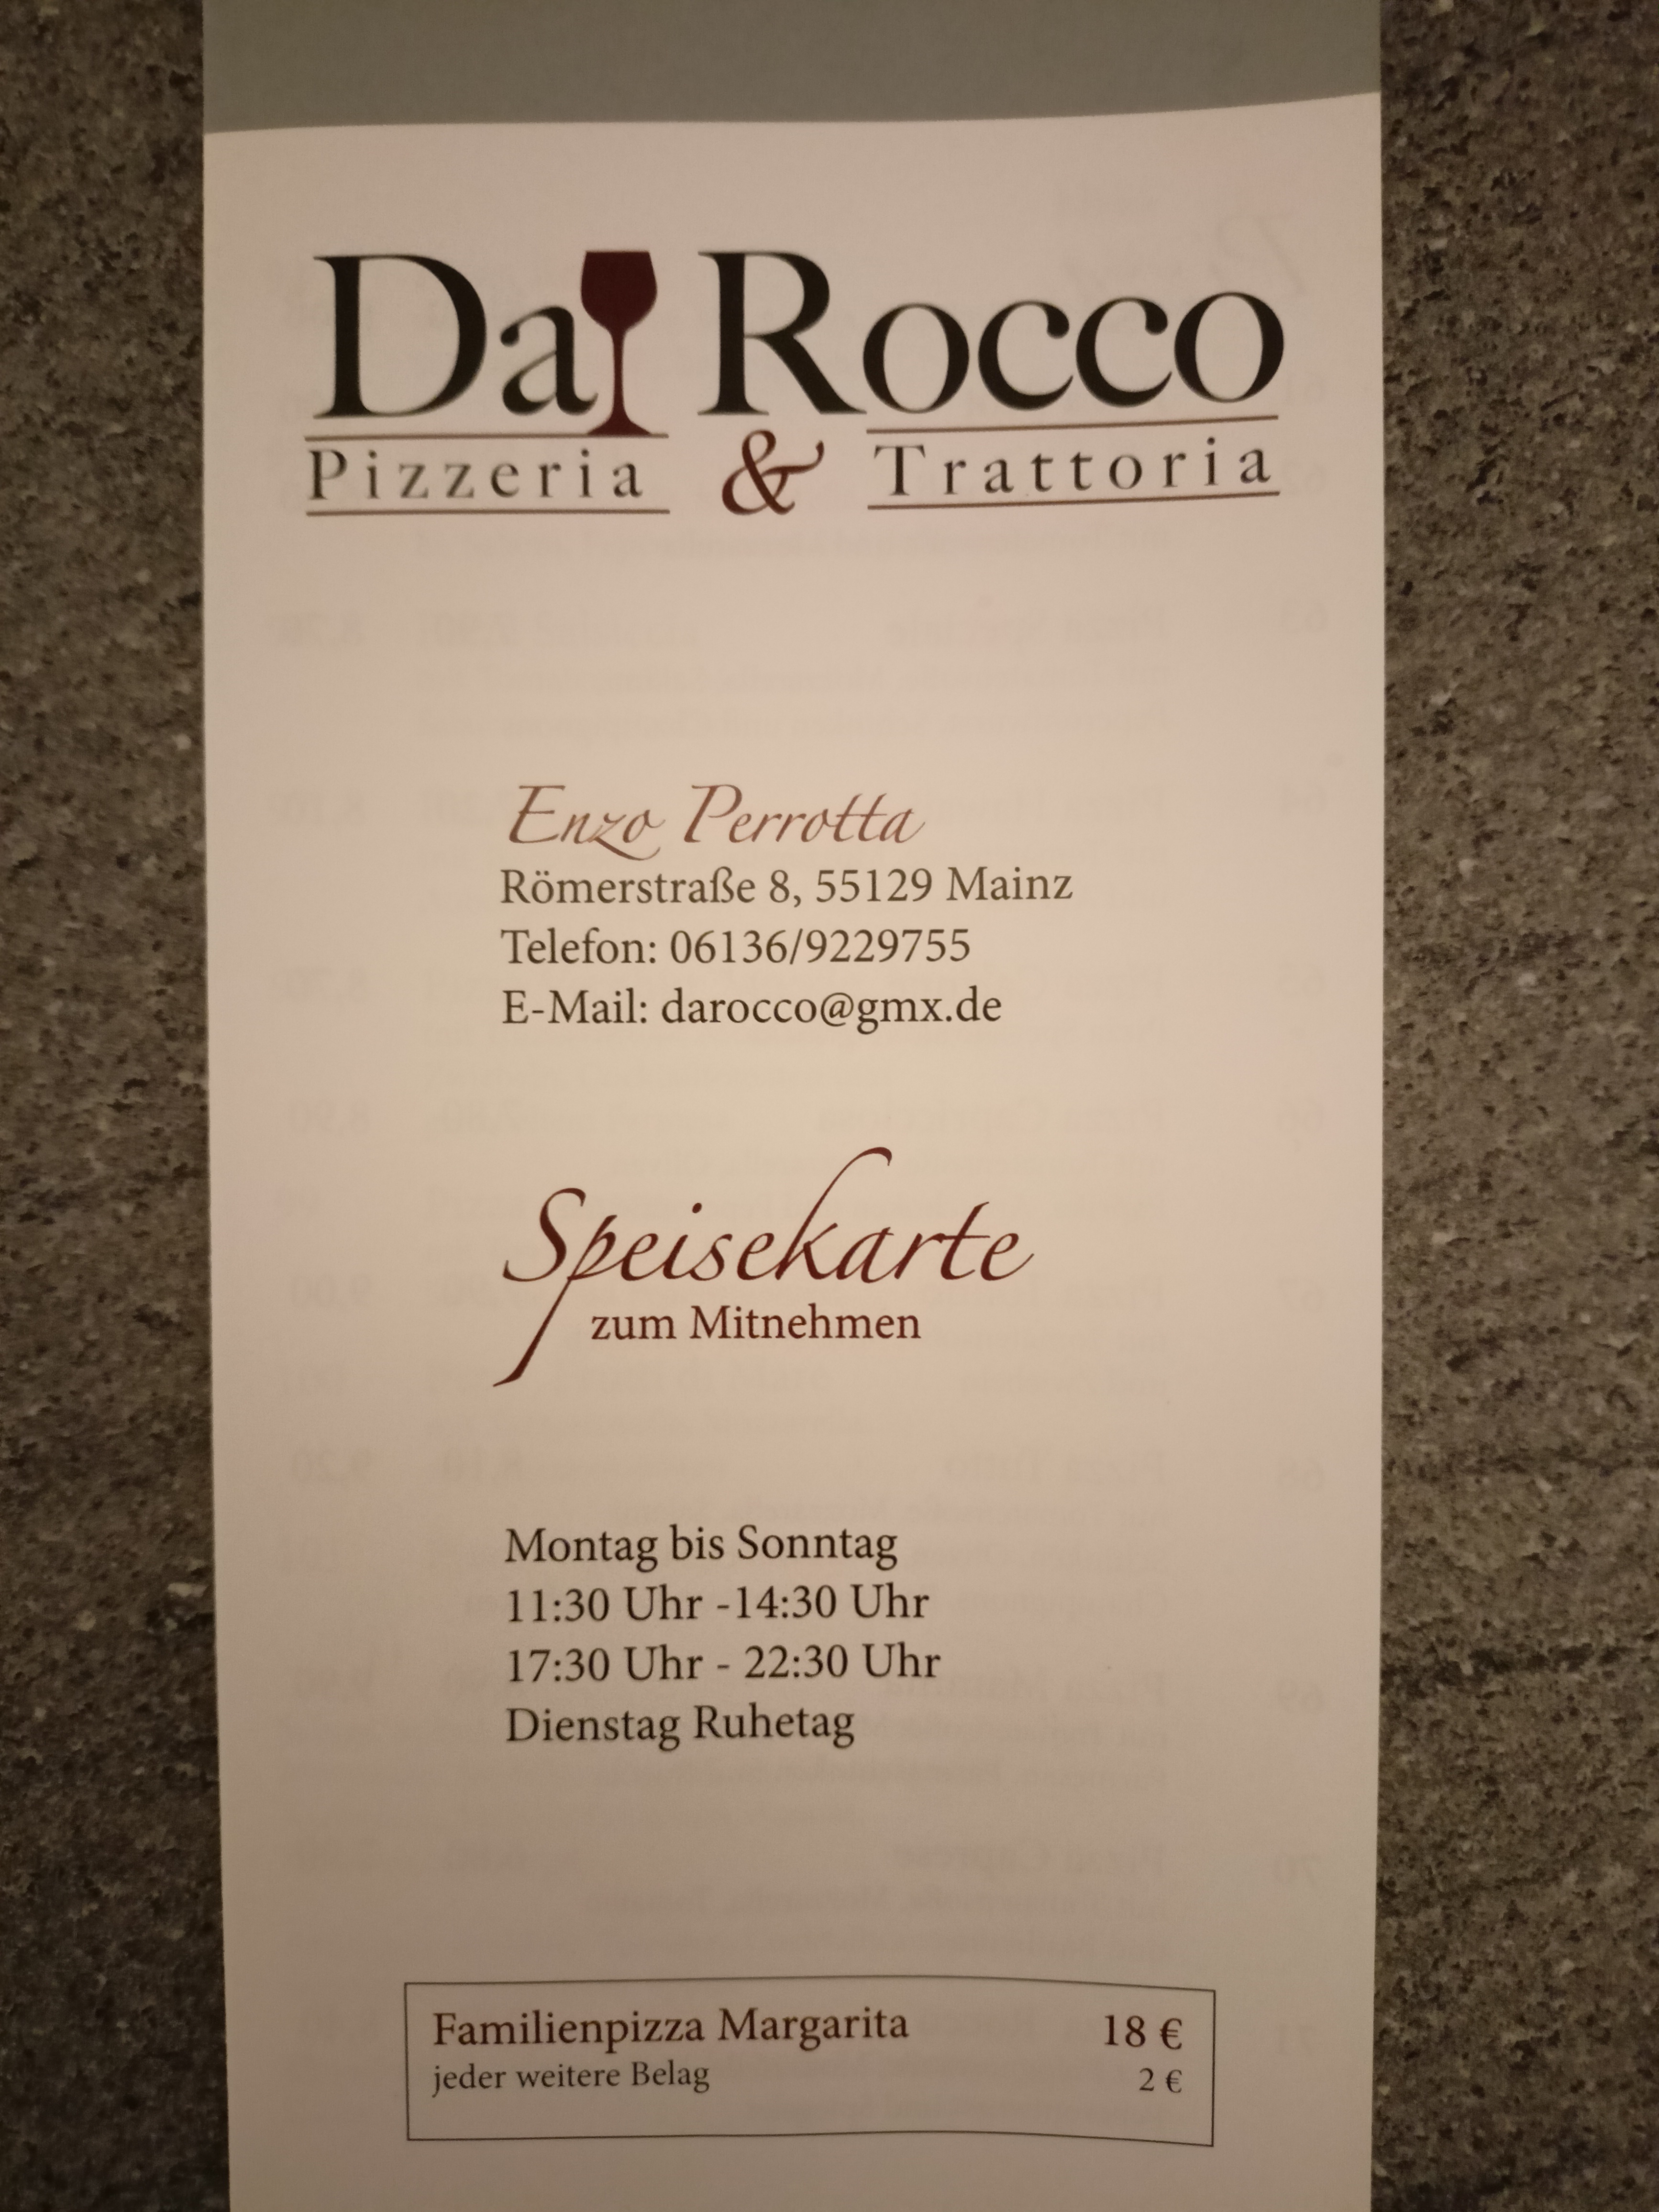 Da Rocco
Pizzeria & Trattoria
Enzo Perrotta
Römerstraße 8, 55129 Mainz
Telefon: 06136/9229755
E-Mail: darocco@gmx.de
Speisekarte
zum Mitnehmen
Montag bis Sonntag
11:30 Uhr -14:30 Uhr
17:30 Uhr - 22:30 Uhr
Dienstag Ruhetag
Familienpizza Margarita 18 €
jeder weitere Belag 2 €